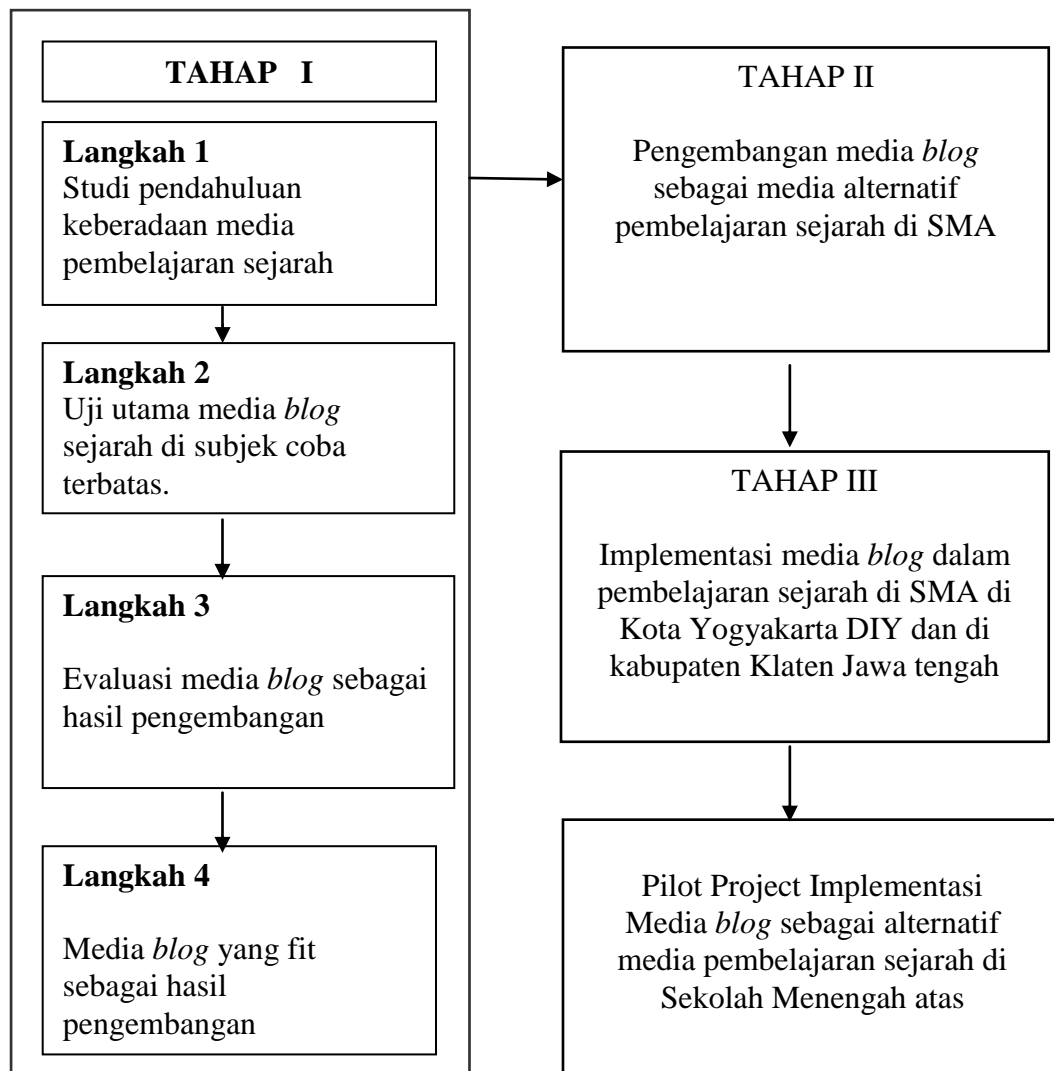 TAHAP I
Langkah 1
Studi pendahuluan
keberadaan media
pembelajaran sejarah
Langkah 2
Uji utama media blog
sejarah di subjek coba
terbatas.
Langkah 3
Evaluasi media blog sebagai
hasil pengembangan
Langkah 4
Media blog yang fit
sebagai hasil
pengembangan
TAHAP II
Pengembangan media blog
sebagai media alternatif
pembelajaran sejarah di SMA
TAHAP III
Implementasi media blog dalam
pembelajaran sejarah di SMA di
Kota Yogyakarta DIY dan di
kabupaten Klaten Jawa tengah
Pilot Project Implementasi
Media blog sebagai alternatif
media pembelajaran sejarah di
Sekolah Menengah atas